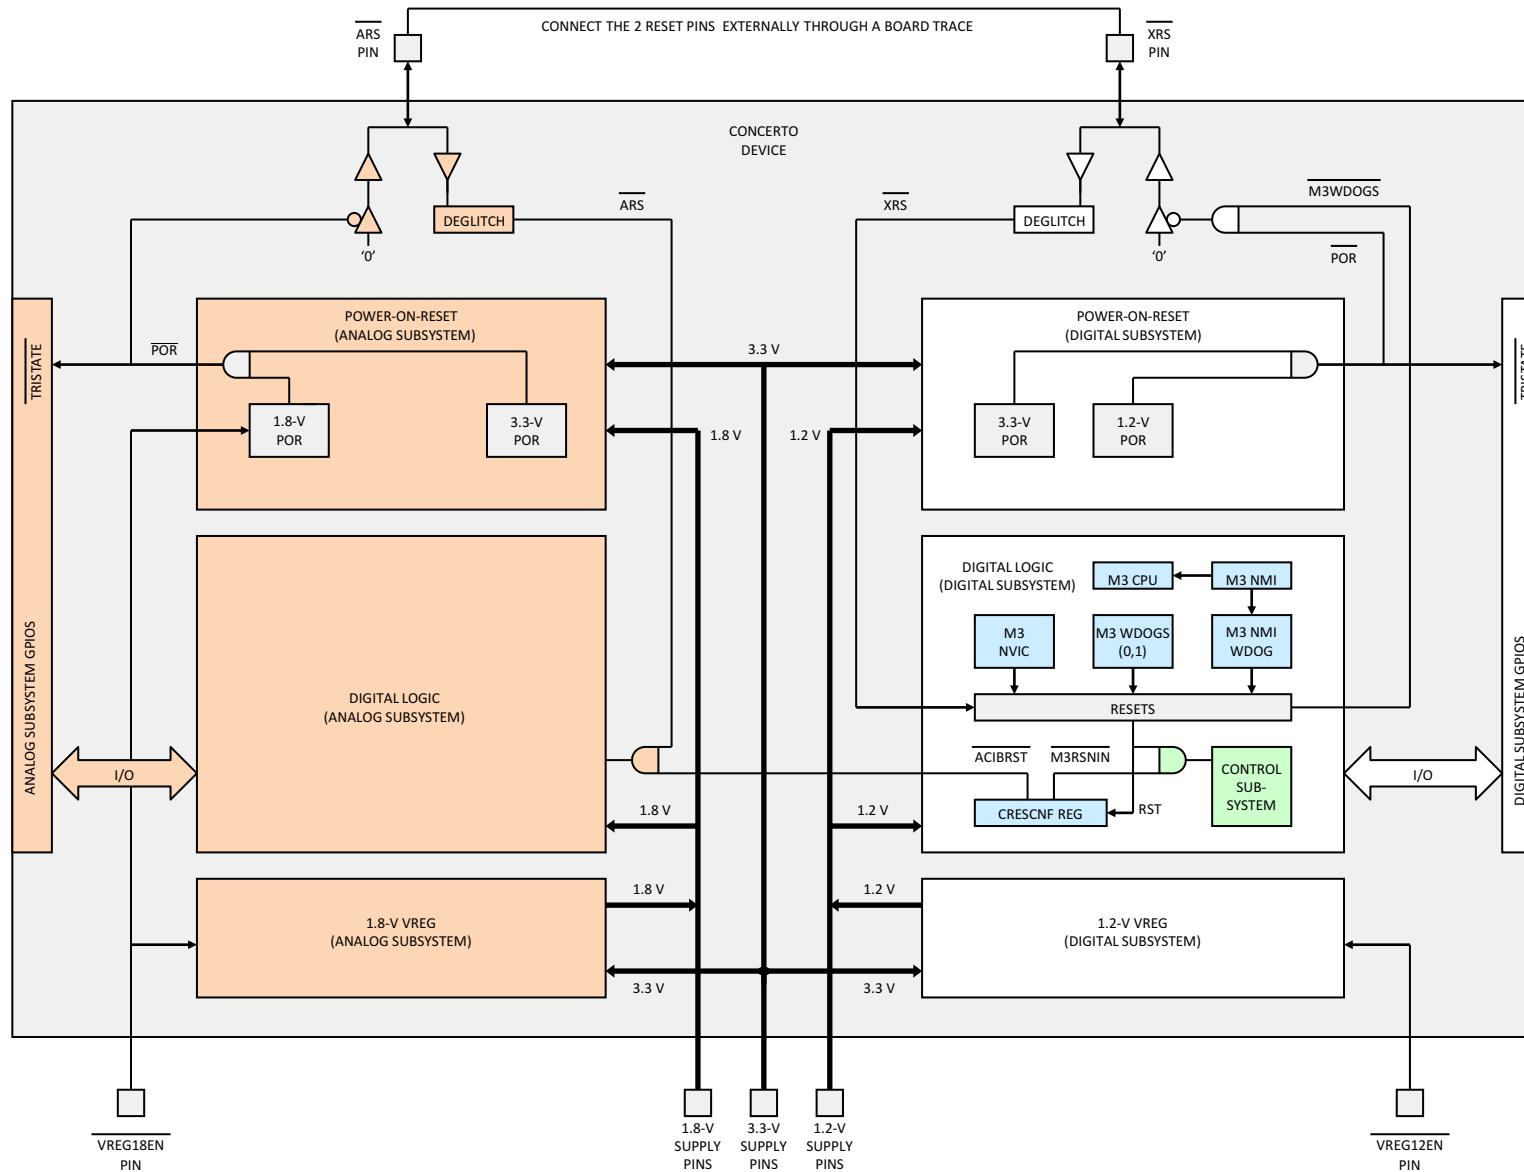 CONNECT THE 2 RESET PINS EXTERNALLY THROUGH A BOARD TRACE
ARS
PIN
XRS
PIN
CONCERTO
DEVICE
M3WDOGS
ARS
XRS
DEGLITCH
DEGLITCH
'0'
'0'
POR
POWER-ON-RESET
(ANALOG SUBSYSTEM)
POWER-ON-RESET
(DIGITAL SUBSYSTEM)
POR
3.3 V
TRISTATE
TRISTATE
1.8-V
POR
3.3-V
POR
1.8 V
1.2 V
3.3-V
POR
1.2-V
POR
DIGITAL LOGIC
(DIGITAL SUBSYSTEM)
M3 CPU
M3 NMI
M3
NVIC
M3 WDOGS
(0,1)
M3 NMI
WDOG
ANALOG SUBSYSTEM GPIOS
DIGITAL SUBSYSTEM GPIOS
DIGITAL LOGIC
(ANALOG SUBSYSTEM)
RESETS
ACIBRST
M3RSNIN
I/O
CONTROL
SUB-
SYSTEM
I/O
1.8 V
1.2 V
CRESCNF REG
RST
1.8 V
1.2 V
1.8-V VREG
(ANALOG SUBSYSTEM)
1.2-V VREG
(DIGITAL SUBSYSTEM)
3.3 V
3.3 V
VREG18EN
PIN
1.8-V
SUPPLY
PINS
3.3-V
SUPPLY
PINS
1.2-V
SUPPLY
PINS
VREG12EN
PIN